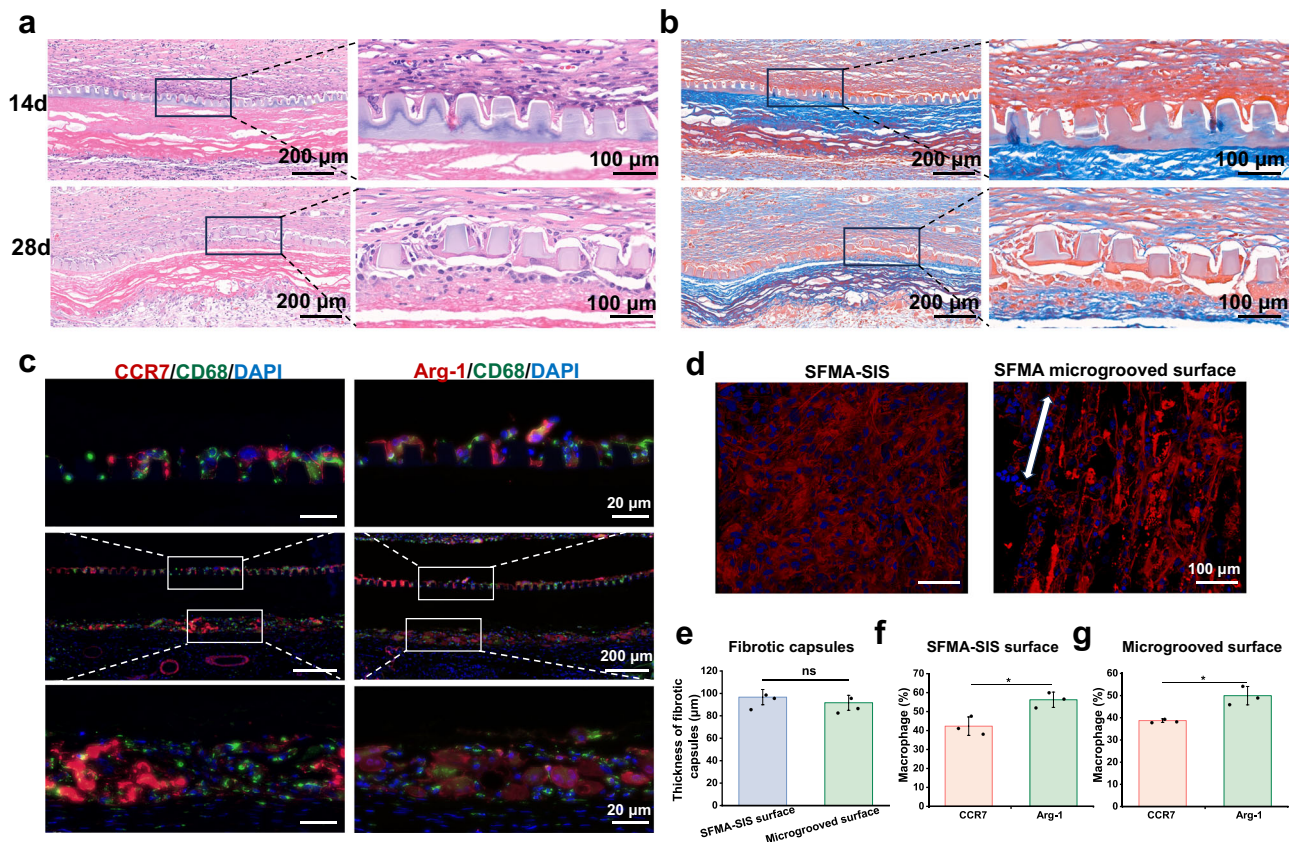 a
14d
200 µm
100 µm
28d
200 µm
100 µm
b
200 µm
100 µm
200 µm
100 µm
c
CCR7/CD68/DAPI
Arg-1/CD68/DAPI
20 µm
200 µm
20 µm
d
SFMA-SIS
SFMA microgrooved surface
100 µm
e
Fibrotic capsules
Thickness of fibrotic
capsules (µm)
120
100
80
60
40
20
0
ns
SFMA-SIS surface
Microgrooved surface
f
SFMA-SIS surface
Macrophage (%)
80
60
40
20
0
*
CCR7
Arg-1
g
Microgrooved surface
Macrophage (%)
60
50
40
30
20
10
0
*
CCR7
Arg-1